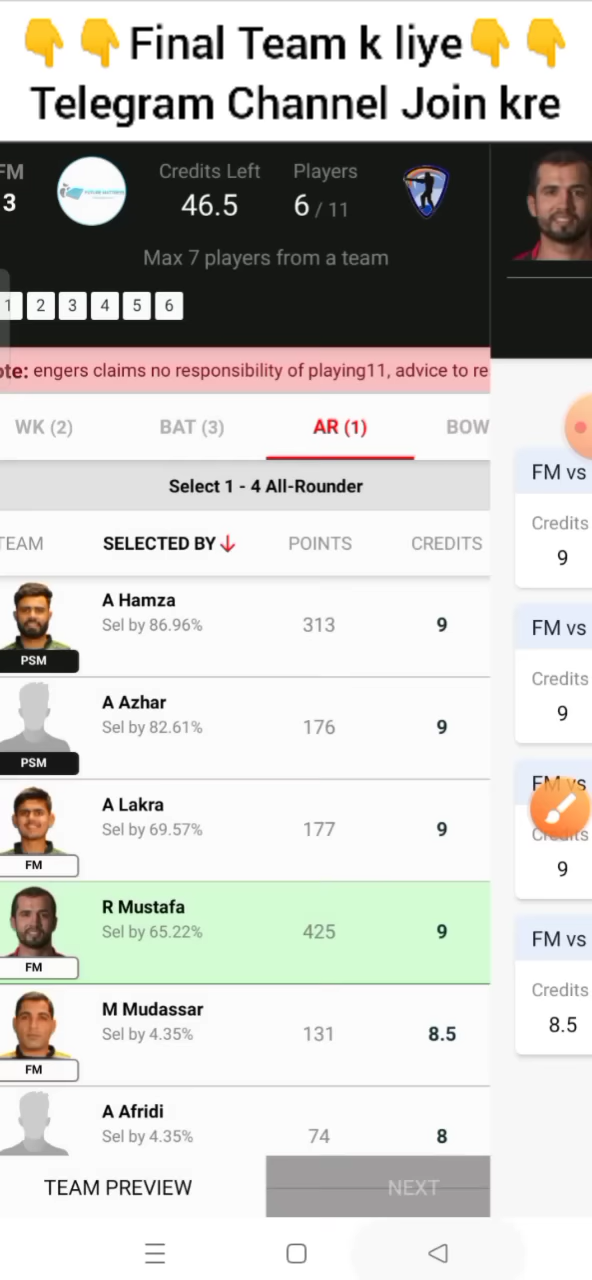 👇👇Final Team k liye👇👇
Telegram Channel Join kre
FM
3
Credits Left
46.5
Players
6 / 11
Max 7 players from a team
1 2 3 4 5 6
ote: engers claims no responsibility of playing11, advice to re
WK (2) BAT (3) AR (1) BOW
Select 1 - 4 All-Rounder
TEAM SELECTED BY POINTS CREDITS
A Hamza
Sel by 86.96%
313
9
PSM
A Azhar
Sel by 82.61%
176
9
PSM
A Lakra
Sel by 69.57%
177
9
FM
R Mustafa
Sel by 65.22%
425
9
FM
M Mudassar
Sel by 4.35%
131
8.5
FM
A Afridi
Sel by 4.35%
74
8
TEAM PREVIEW
NEXT
FM vs
Credits
9
FM vs
Credits
9
FM vs
Credits
9
FM vs
Credits
8.5